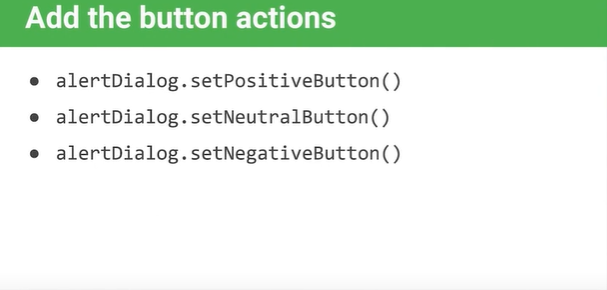 Add the button actions
• alertDialog.setPositiveButton()
• alertDialog.setNeutralButton()
• alertDialog.setNegativeButton()